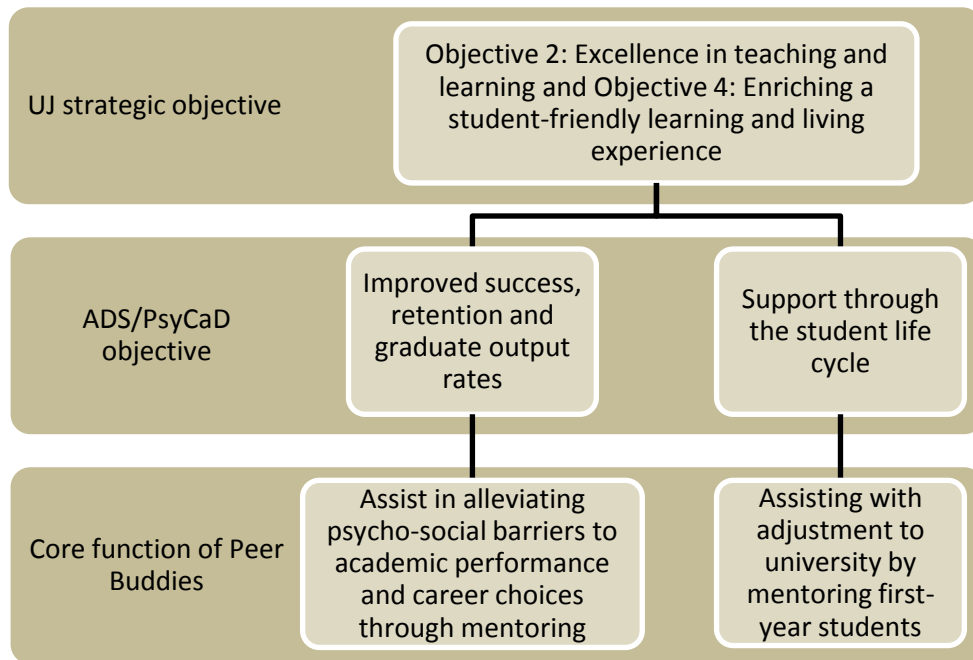 UJ strategic objective
Objective 2: Excellence in teaching and
learning and Objective 4: Enriching a
student-friendly learning and living
experience
ADS/PsyCaD
objective
Improved success,
retention and
graduate output
rates
Support through
the student life
cycle
Core function of Peer
Buddies
Assist in alleviating
psycho-social barriers to
academic performance
and career choices
through mentoring
Assisting with
adjustment to
university by
mentoring first-
year students